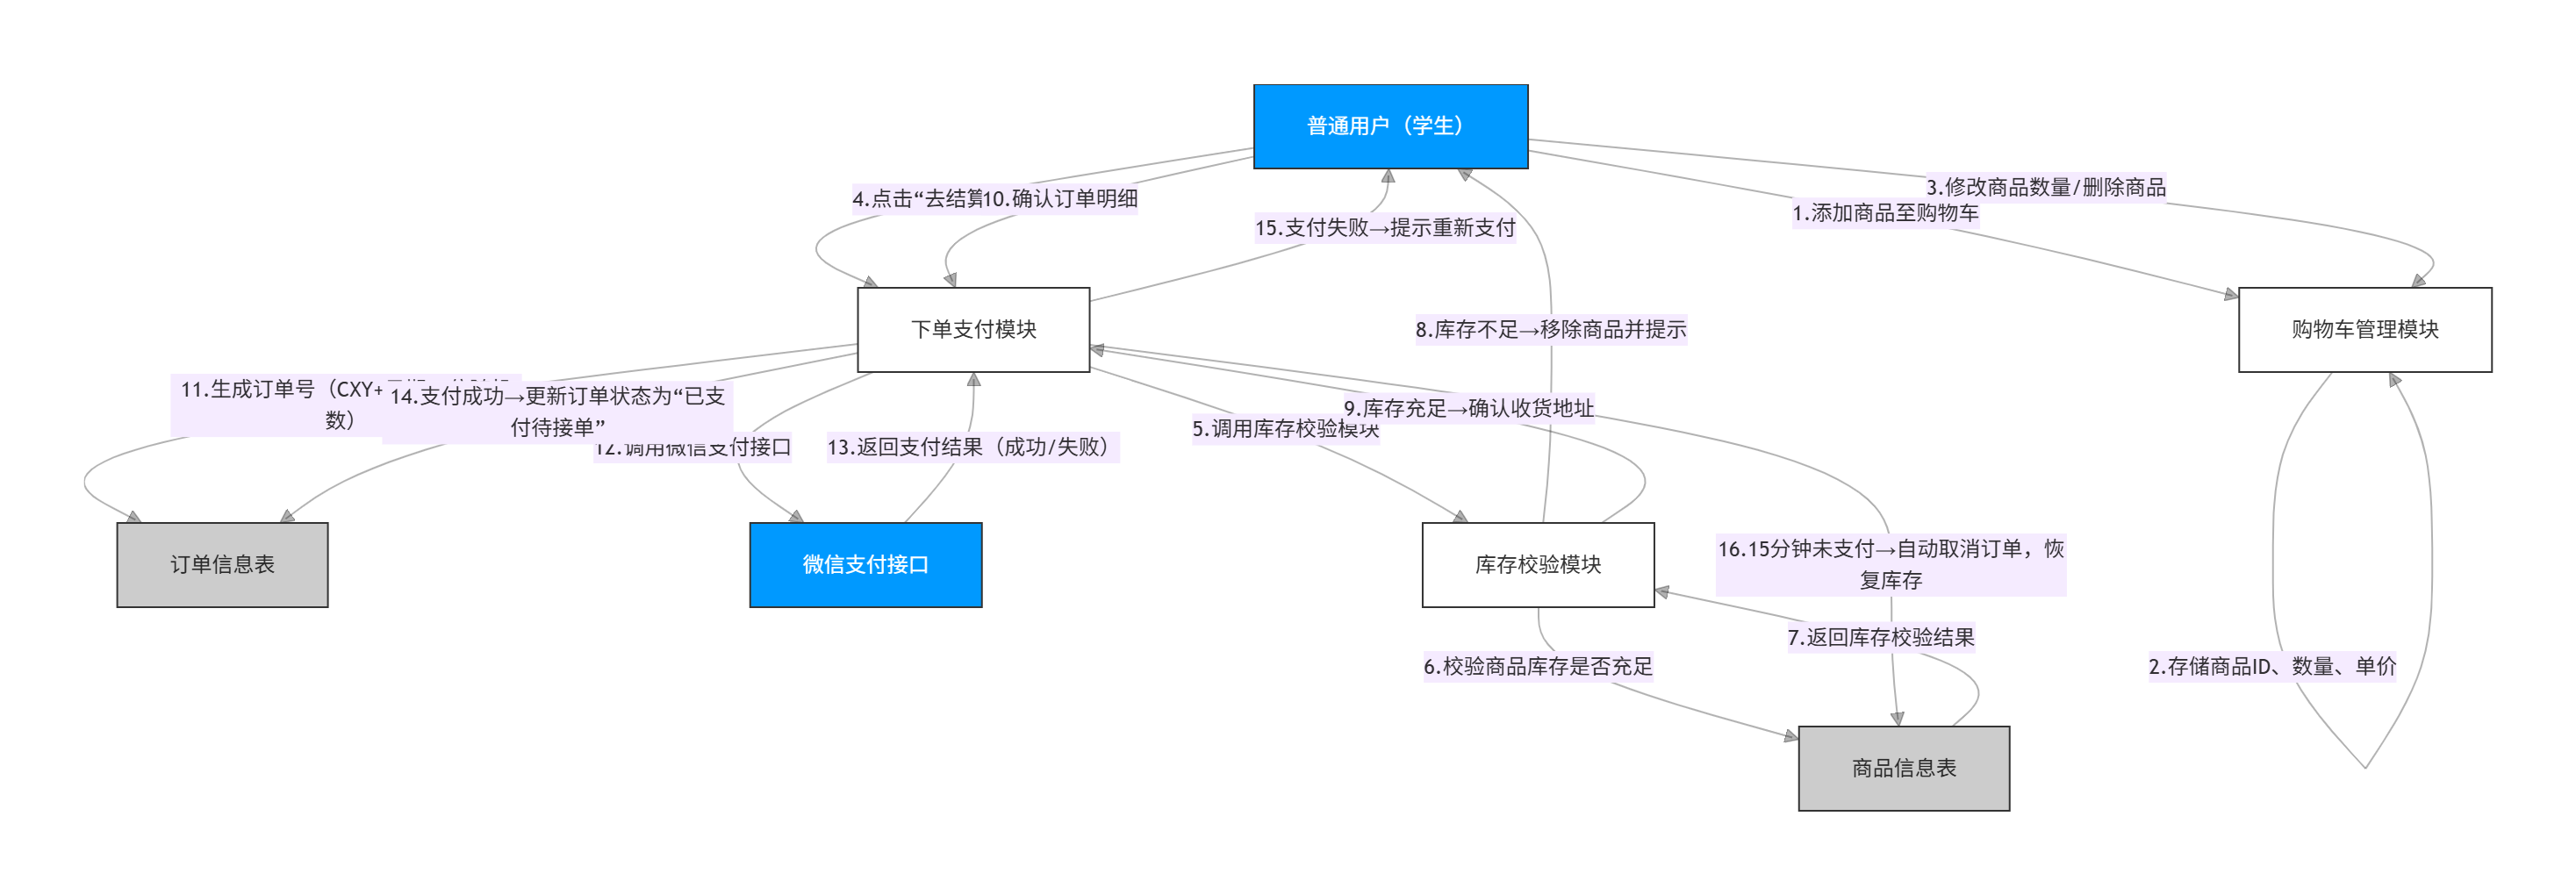 普通用户（学生）
3.修改商品数量/删除商品
4.点击“去结算
10.确认订单明细
1.添加商品至购物车
15.支付失败→提示重新支付
下单支付模块
8.库存不足→移除商品并提示
购物车管理模块
11.生成订单号（CXY+
数）
14.支付成功→更新订单状态为“已支
付待接单”
9.库存充足→确认收货地址
5.调用库存校验模块
12.调用微信支付接口
13.返回支付结果（成功/失败）
16.15分钟未支付→自动取消订单，恢
复库存
订单信息表
微信支付接口
库存校验模块
7.返回库存校验结果
6.校验商品库存是否充足
2.存储商品ID、数量、单价
商品信息表